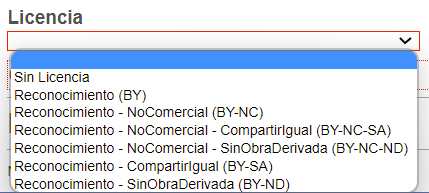 Licencia
Sin Licencia
Reconocimiento (BY)
Reconocimiento - NoComercial (BY-NC)
Reconocimiento - NoComercial - CompartirIgual (BY-NC-SA)
Reconocimiento - NoComercial - SinObraDerivada (BY-NC-ND)
Reconocimiento - CompartirIgual (BY-SA)
Reconocimiento - SinObraDerivada (BY-ND)